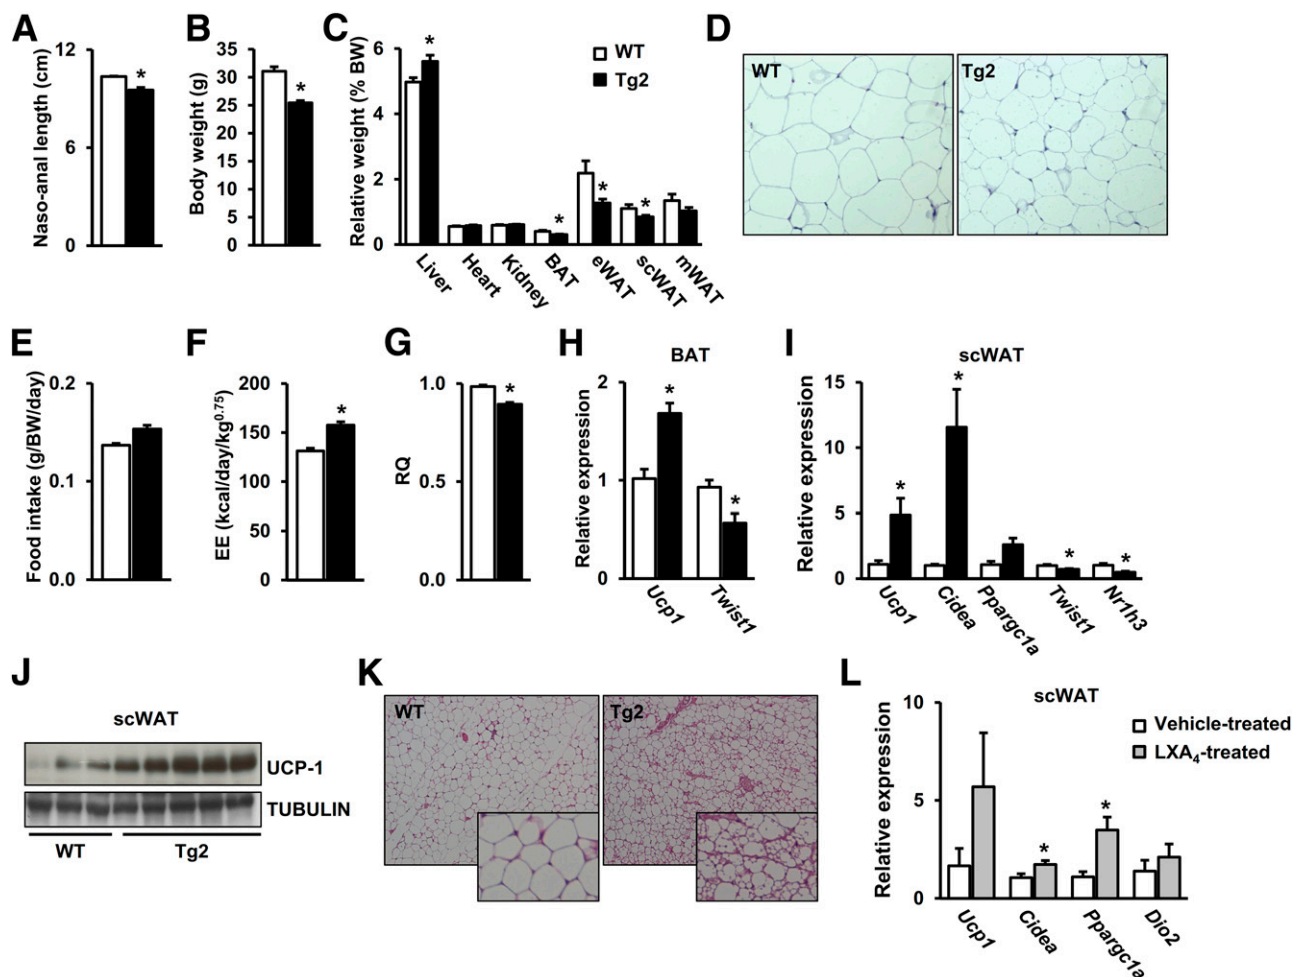 A
Naso-anal length (cm)
12
6
0
*
B
Body weight (g)
35
30
25
20
15
10
5
0
*
C
Relative weight (% BW)
6
4
2
0
*
*
*
*
WT
Tg2
Liver
Heart
Kidney
BAT
eWAT
scWAT
mWAT
D
WT
Tg2
E
Food intake (g/BW/day)
0.2
0.1
0.0
F
EE (kcal/day/kg0.75)
200
150
100
50
0
*
G
RQ
1.0
0.5
0.0
*
H
BAT
Relative expression
2
1
0
*
*
Ucp1
Twist1
I
scWAT
Relative expression
15
10
5
0
*
*
*
*
Ucp1
Cidea
Ppargc1a
Twist1
Nr1h3
J
scWAT
UCP-1
TUBULIN
WT
Tg2
K
WT
Tg2
L
scWAT
Relative expression
10
5
0
*
*
Vehicle-treated
LXA4-treated
Ucp1
Cidea
Ppargc1a
Dio2